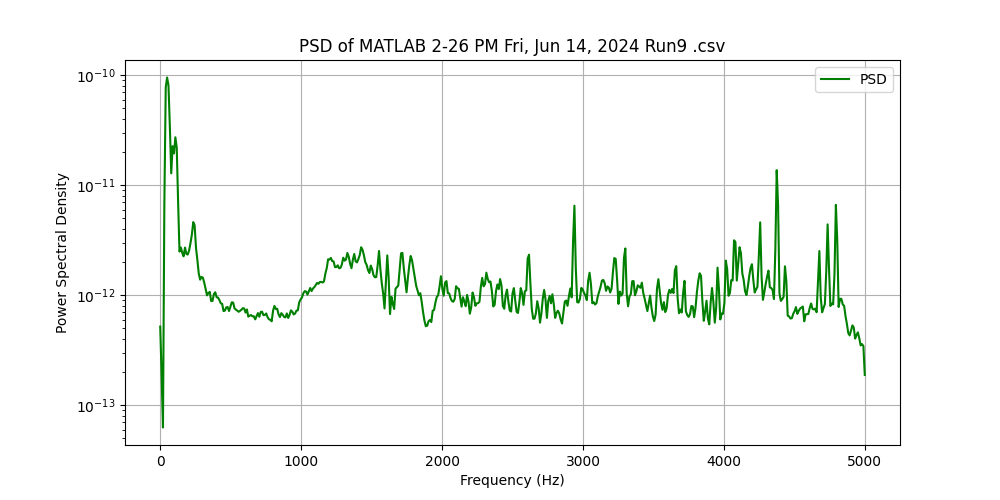 PSD of MATLAB 2-26 PM Fri, Jun 14, 2024 Run9 .csv
PSD
Power Spectral Density
10⁻¹⁰
10⁻¹¹
10⁻¹²
10⁻¹³
0 1000 2000 3000 4000 5000
Frequency (Hz)